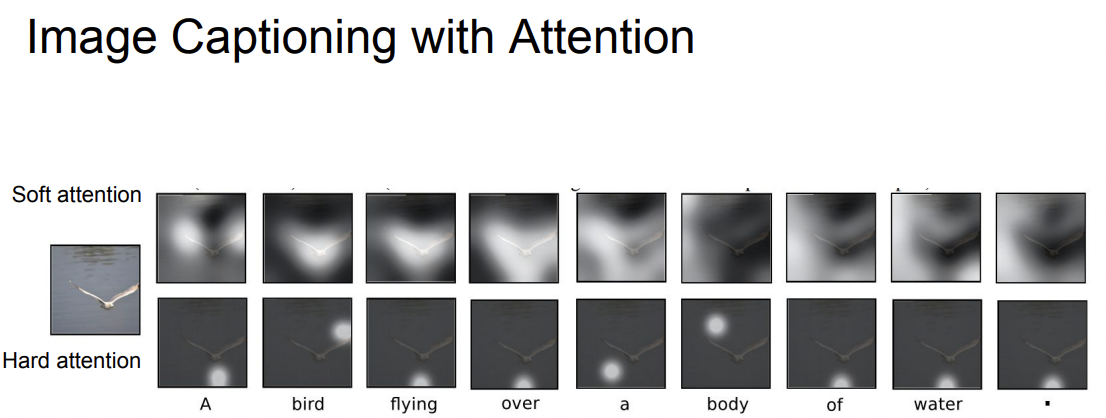 Image Captioning with Attention
Soft attention
Hard attention
A bird flying over a body of water .